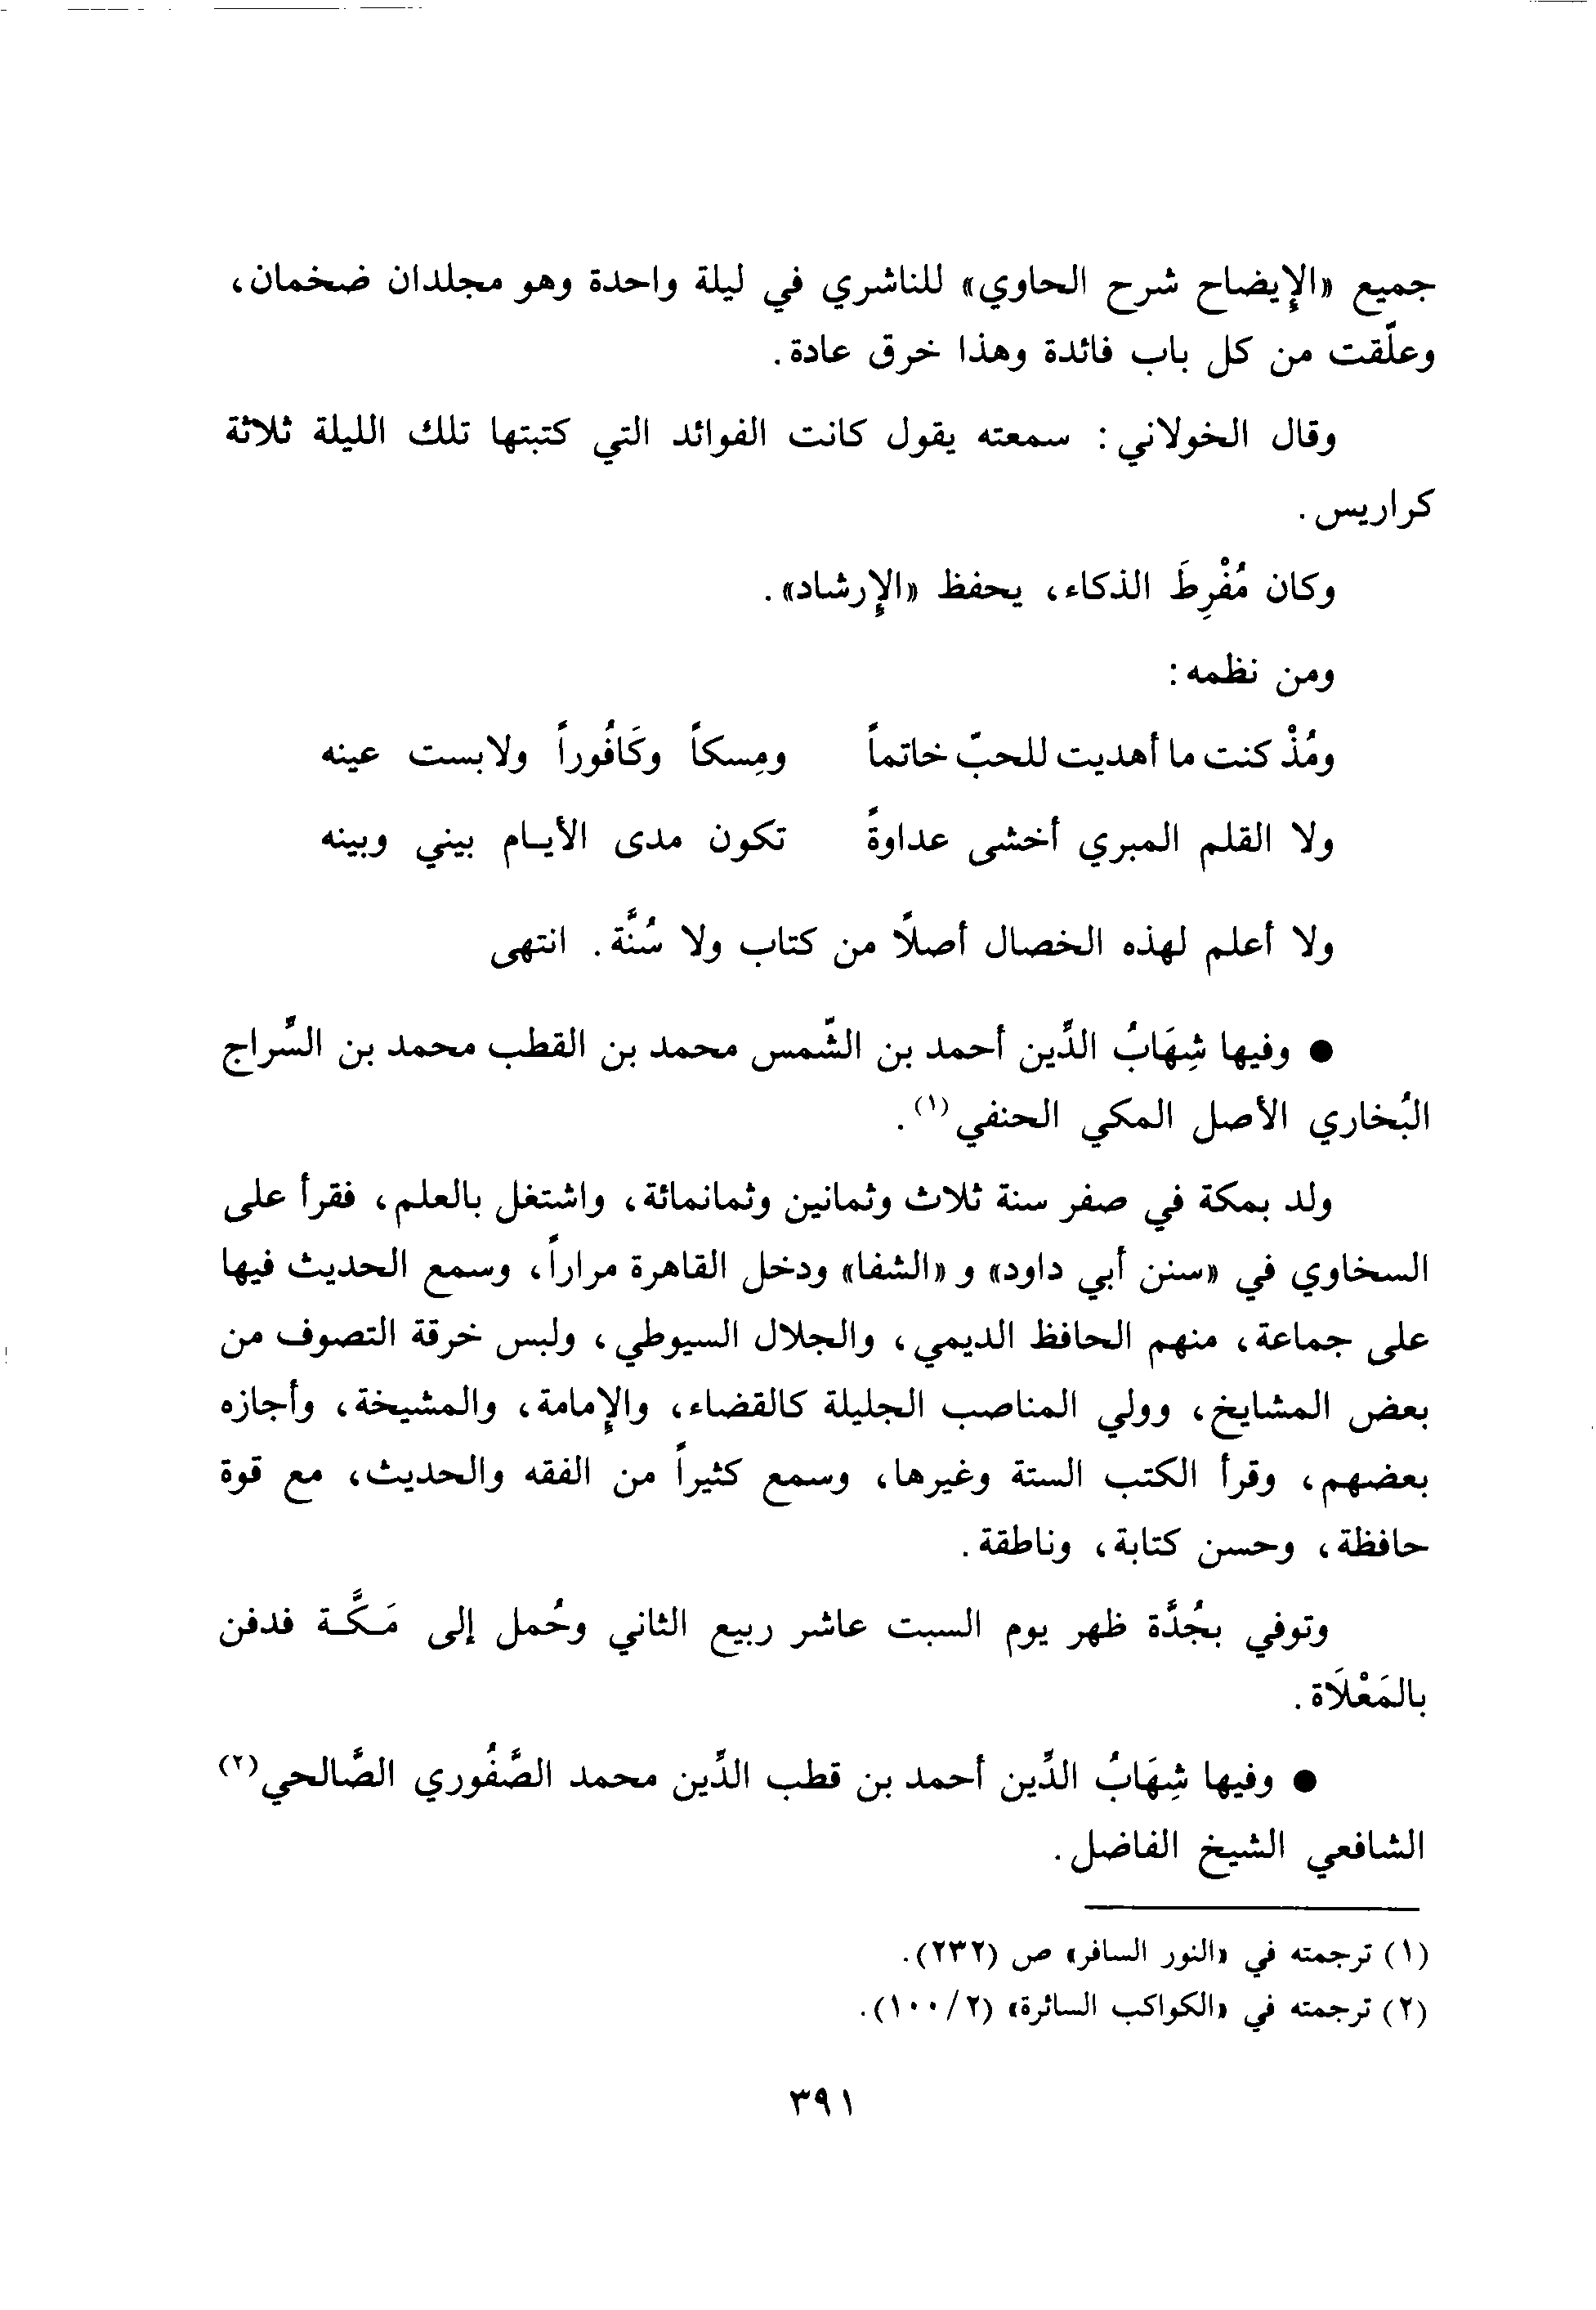 جميع «الإِيضاح شرح الحاوي» للناشري في ليلة واحدة وهو مجلدان ضخمان،
وعلّقت من كل باب فائدة وهذا خرق عادة.
وقال الخولاني: سمعته يقول كانت الفوائد التي كتبتها تلك الليلة ثلاثة
كراريس.
وكان مُفْرِطَ الذكاء، يحفظ «الإِرشاد».
ومن نظمه:
ومُذْ كنت ما أهديت للحبّ خاتماً ومِسكاً وكَافُوراً ولابست عينه
ولا القلم المبري أخشى عداوةً تكون مدى الأيـام بيني وبينه
ولا أعلم لهذه الخصال أصلًا من كتاب ولا سُنَّة. انتهى
● وفيها شِهَابُ الدِّين أحمد بن الشّمس محمد بن القطب محمد بن السِّراج
البُخاري الأصل المكي الحنفي (١).
ولد بمكة في صفر سنة ثلاث وثمانين وثمانمائة، واشتغل بالعلم، فقرأ على
السخاوي في «سنن أبي داود» و «الشفا» ودخل القاهرة مراراً، وسمع الحديث فيها
على جماعة، منهم الحافظ الديمي، والجلال السيوطي، ولبس خرقة التصوف من
بعض المشايخ، وولي المناصب الجليلة كالقضاء، والإِمامة، والمشيخة، وأجازه
بعضهم، وقرأ الكتب الستة وغيرها، وسمع كثيراً من الفقه والحديث، مع قوة
حافظة، وحسن كتابة، وناطقة.
وتوفي بجُدَّة ظهر يوم السبت عاشر ربيع الثاني وحُمل إلى مَـكَّـة فدفن
بالمَعْلَاة.
● وفيها شِهَابُ الدِّين أحمد بن قطب الدِّين محمد الصَّفُوري الصَّالحي (٢)
الشافعي الشيخ الفاضل.
(١) ترجمته في «النور السافر» ص (٢٣٢).
(٢) ترجمته في «الكواكب السائرة» (٢/ ١٠٠).
٣٩١